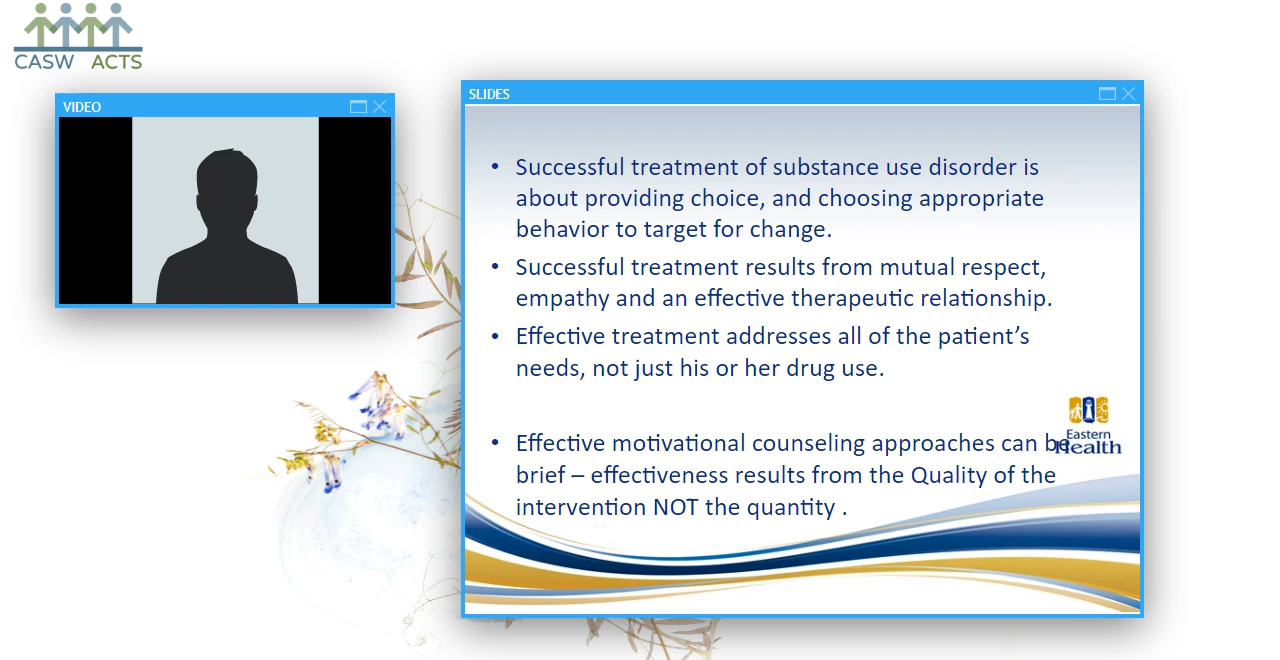 CASW ACTS
VIDEO
SLIDES
• Successful treatment of substance use disorder is
about providing choice, and choosing appropriate
behavior to target for change.
• Successful treatment results from mutual respect,
empathy and an effective therapeutic relationship.
• Effective treatment addresses all of the patient’s
needs, not just his or her drug use.
• Effective motivational counseling approaches can be
brief – effectiveness results from the Quality of the
intervention NOT the quantity .
Eastern
Health